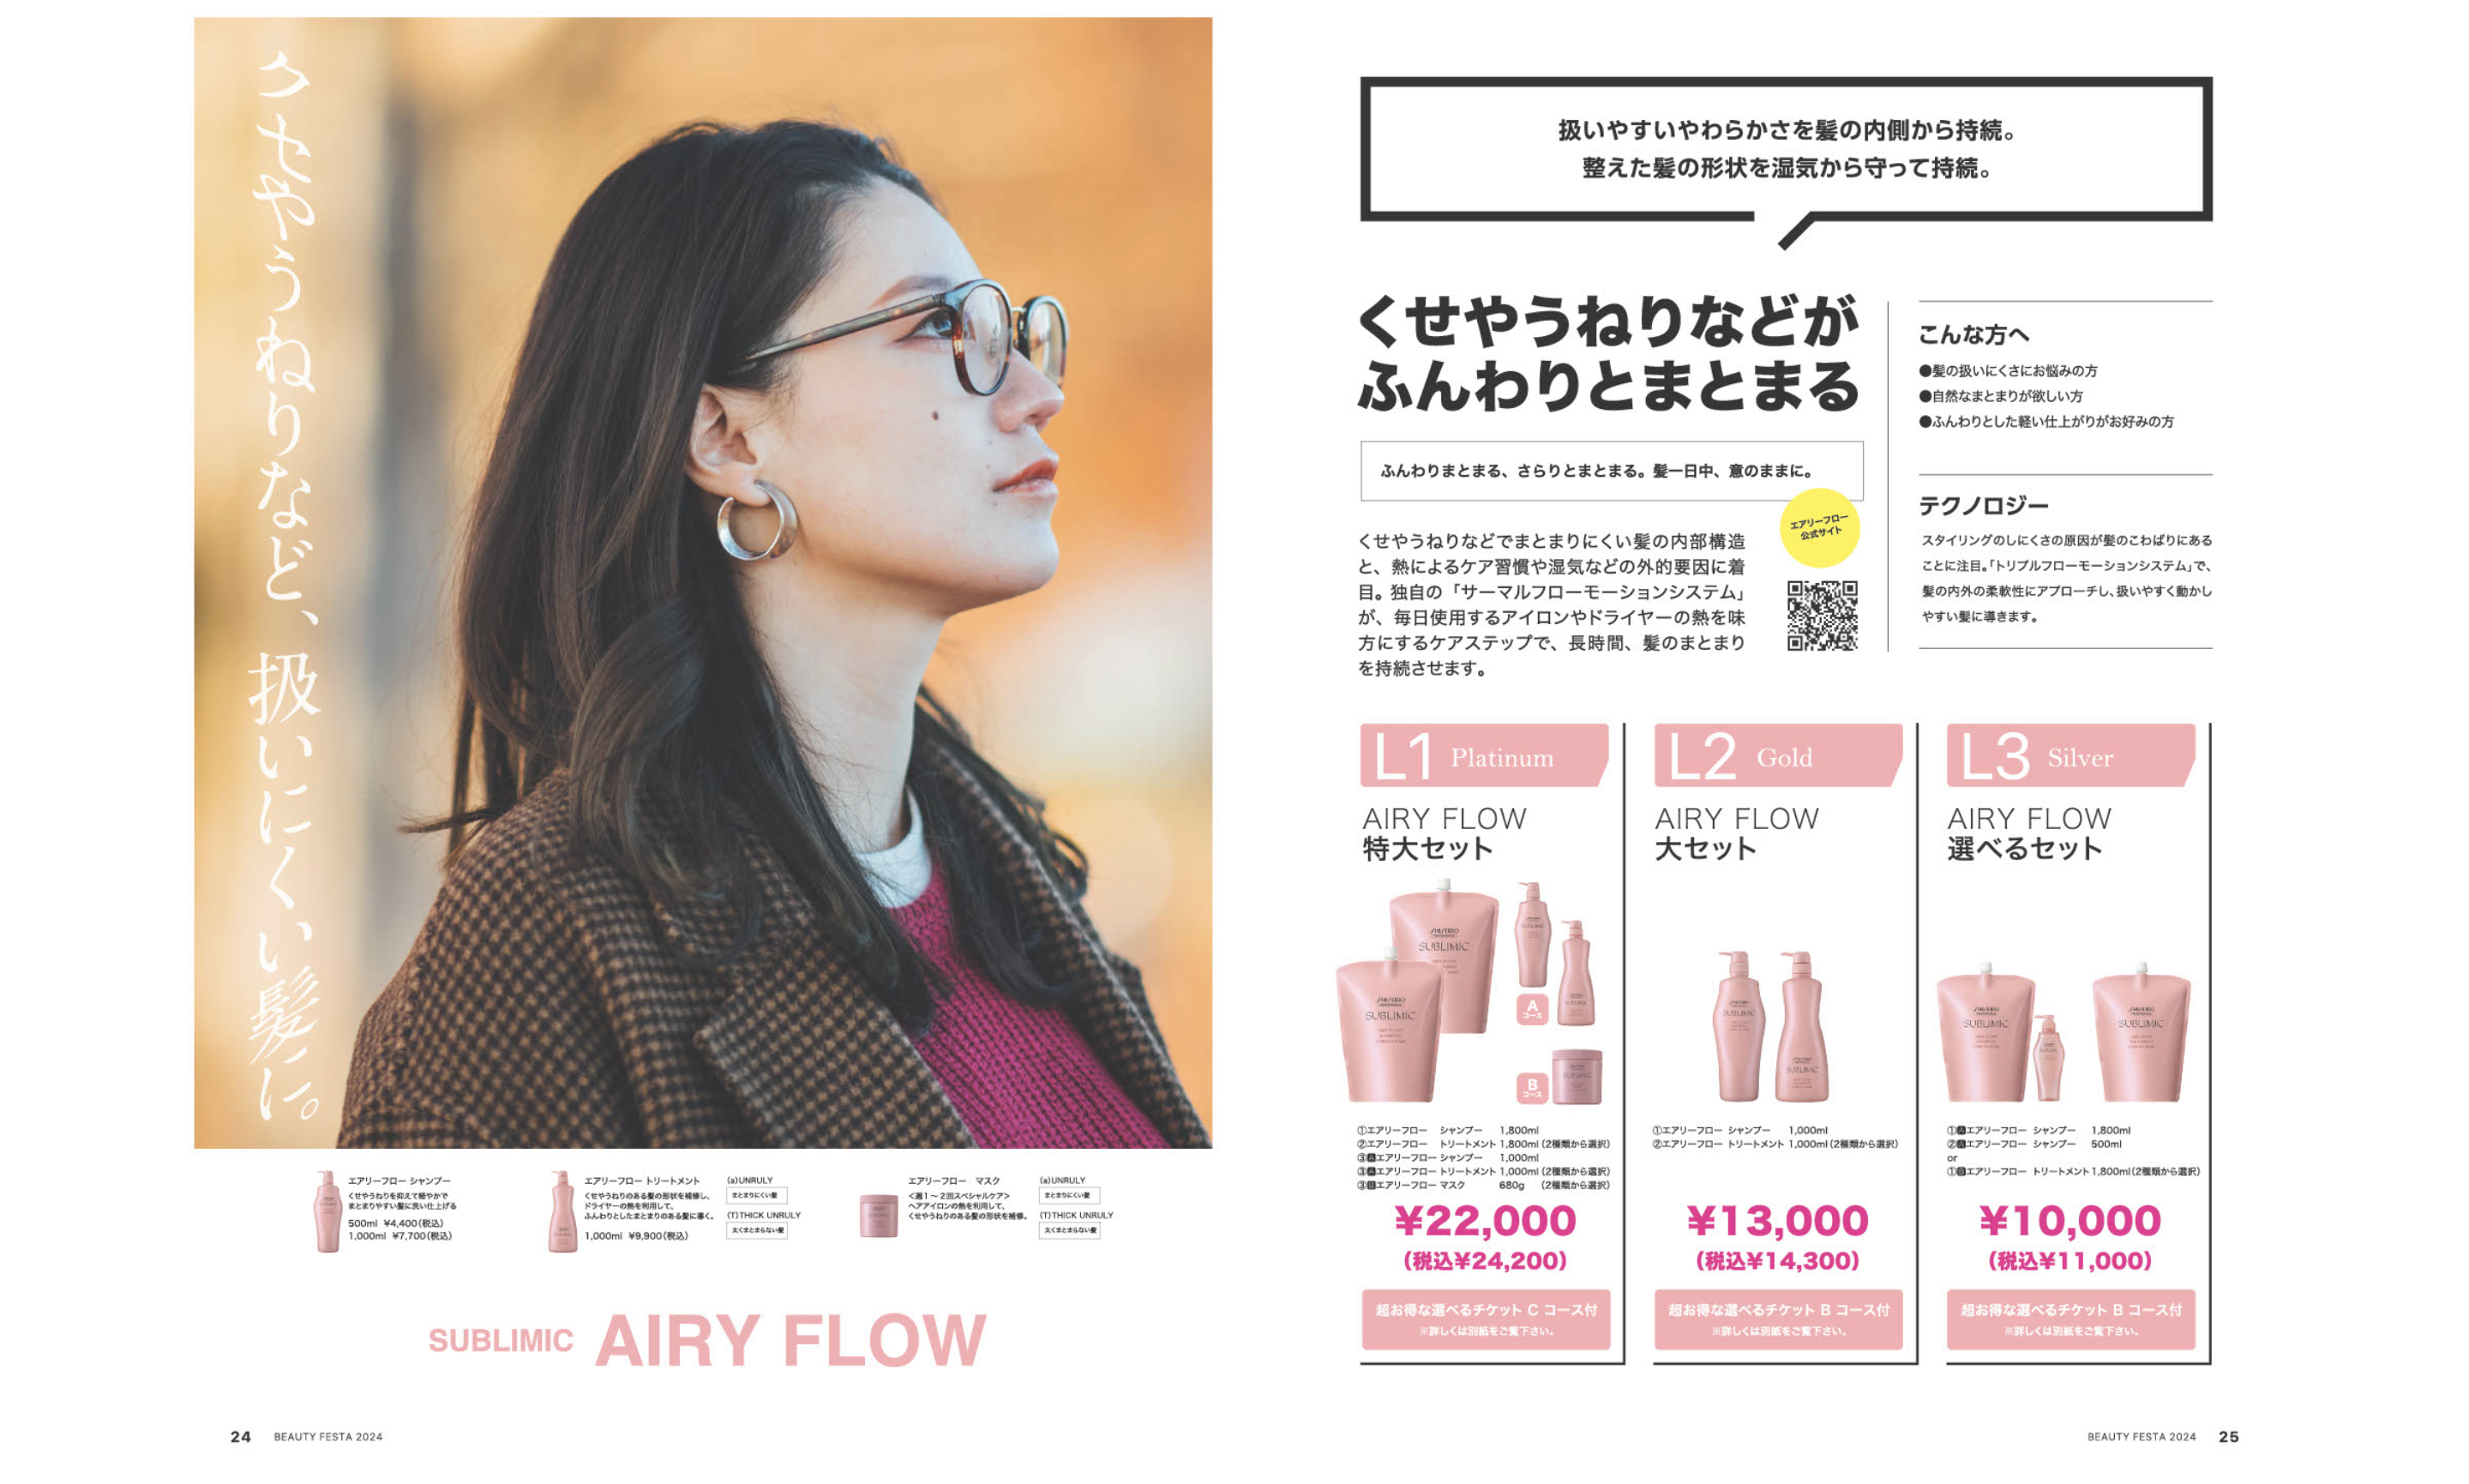 クセやうねりなど、扱いにくい髪に。
エアリーフロー シャンプー
くせやうねりを抑えて軽やかで
まとまりやすい髪に洗い仕上げる
500ml ¥4,400(税込)
1,000ml ¥7,700(税込)
エアリーフロー トリートメント
くせやうねりのある髪の形状を補修し、
ドライヤーの熱を利用して、
ふんわりとしたまとまりのある髪に導く。
1,000ml ¥9,900(税込)
(a)UNRULY
まとまりにくい髪
(T)THICK UNRULY
太くまとまらない髪
エアリーフロー マスク
<週1～2回スペシャルケア>
ヘアアイロンの熱を利用して、
くせやうねりのある髪の形状を補修。
(a)UNRULY
まとまりにくい髪
(T)THICK UNRULY
太くまとまらない髪
SUBLIMIC AIRY FLOW
24 BEAUTY FESTA 2024
扱いやすいやわらかさを髪の内側から持続。
整えた髪の形状を湿気から守って持続。
くせやうねりなどが
ふんわりとまとまる
ふんわりまとまる、さらりとまとまる。髪一日中、意のままに。
エアリーフロー
公式サイト
くせやうねりなどでまとまりにくい髪の内部構造
と、熱によるケア習慣や湿気などの外的要因に着
目。独自の「サーマルフローモーションシステム」
が、毎日使用するアイロンやドライヤーの熱を味
方にするケアステップで、長時間、髪のまとまり
を持続させます。
こんな方へ
●髪の扱いにくさにお悩みの方
●自然なまとまりが欲しい方
●ふんわりとした軽い仕上がりがお好みの方
テクノロジー
スタイリングのしにくさの原因が髪のこわばりにある
ことに注目。「トリプルフローモーションシステム」で、
髪の内外の柔軟性にアプローチし、扱いやすく動かし
やすい髪に導きます。
L1 Platinum
AIRY FLOW
特大セット
SHISEIDO
SUBLIMIC
SHISEIDO
SUBLIMIC
A
コース
B
コース
①エアリーフロー シャンプー 1,800ml
②エアリーフロー トリートメント 1,800ml (2種類から選択)
③Aエアリーフロー シャンプー 1,000ml
③Aエアリーフロー トリートメント 1,000ml (2種類から選択)
③Bエアリーフロー マスク 680g (2種類から選択)
¥22,000
(税込¥24,200)
超お得な選べるチケット C コース付
※詳しくは別紙をご覧下さい。
L2 Gold
AIRY FLOW
大セット
SUBLIMIC
SUBLIMIC
①エアリーフロー シャンプー 1,000ml
②エアリーフロー トリートメント 1,000ml (2種類から選択)
¥13,000
(税込¥14,300)
超お得な選べるチケット B コース付
※詳しくは別紙をご覧下さい。
L3 Silver
AIRY FLOW
選べるセット
SHISEIDO
SUBLIMIC
SHISEIDO
SUBLIMIC
①Aエアリーフロー シャンプー 1,800ml
②Aエアリーフロー シャンプー 500ml
or
①Bエアリーフロー トリートメント 1,800ml(2種類から選択)
¥10,000
(税込¥11,000)
超お得な選べるチケット B コース付
※詳しくは別紙をご覧下さい。
BEAUTY FESTA 2024 25